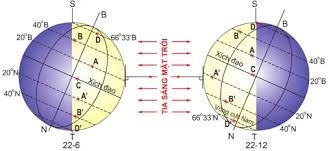 S
B
B
D
66°33'B
40°B
20°B
A
Xích đạo
C
A'
B'
D'
20°N
40°N
N
T
22-6
TIA SÁNG MẶT TRỜI
S
B
D
66°33'B
40°B
20°B
B
A
Xích đạo
C
A'
B'
D'
Vòng cực Nam
20°N
40°N
N
T
22-12